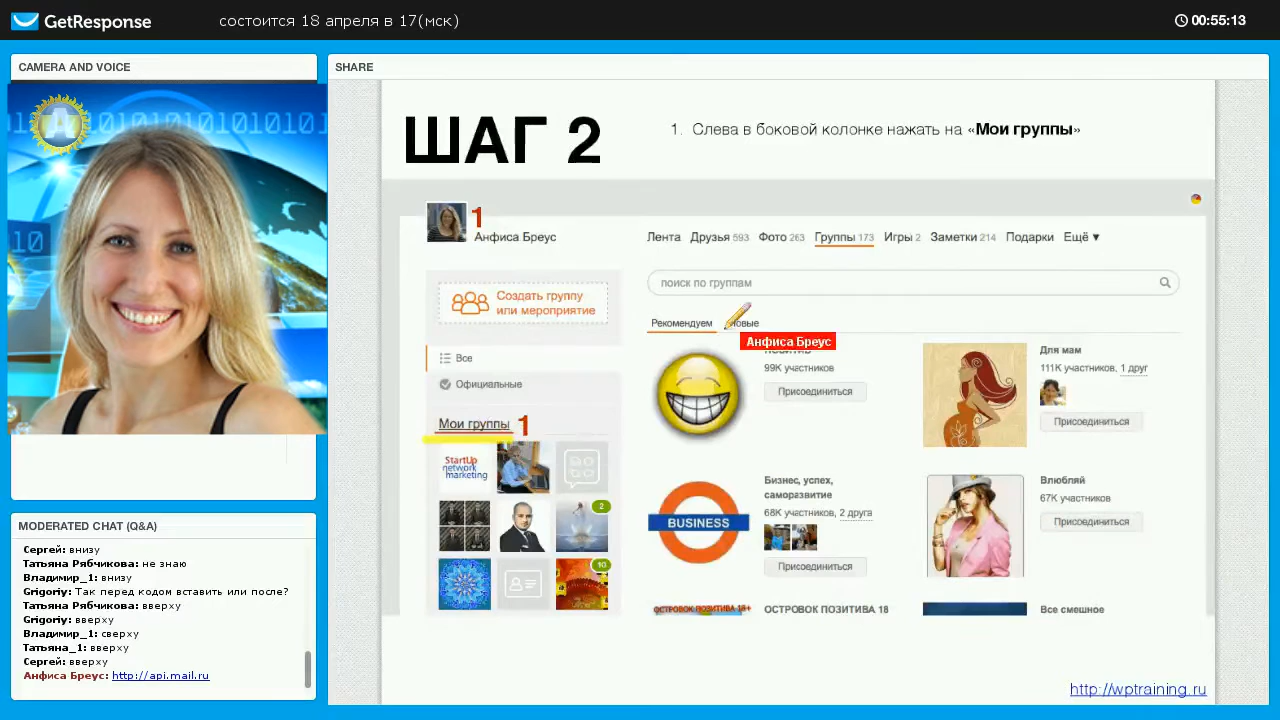 GetResponse
состоится 18 апреля в 17(мск)
00:55:13
CAMERA AND VOICE
SHARE
ШАГ 2
1. Слева в боковой колонке нажать на «Мои группы»
1
Анфиса Бреус
Лента Друзья 593 Фото 263 Группы 173 Игры 2 Заметки 214 Подарки Ещё ▾
Создать группу
или мероприятие
поиск по группам
Рекомендуем
Анфиса Бреус
Все
Официальные
Мои группы 1
StartUp
network
marketing
2
10
99K участников
Присоединиться
Для мам
111K участников, 1 друг
Присоединиться
BUSINESS
Бизнес, успех,
саморазвитие
68K участников, 2 друга
Присоединиться
Влюбляй
67K участников
Присоединиться
ОСТРОВОК ПОЗИТИВА 18+
ОСТРОВОК ПОЗИТИВА 18
Все смешное
http://wptraining.ru
MODERATED CHAT (Q&A)
Сергей: внизу
Татьяна Рябчикова: не знаю
Владимир_1: внизу
Grigoriy: Так перед кодом вставить или после?
Татьяна Рябчикова: вверху
Grigoriy: вверху
Владимир_1: сверху
Татьяна_1: вверху
Сергей: вверху
Анфиса Бреус: http://api.mail.ru